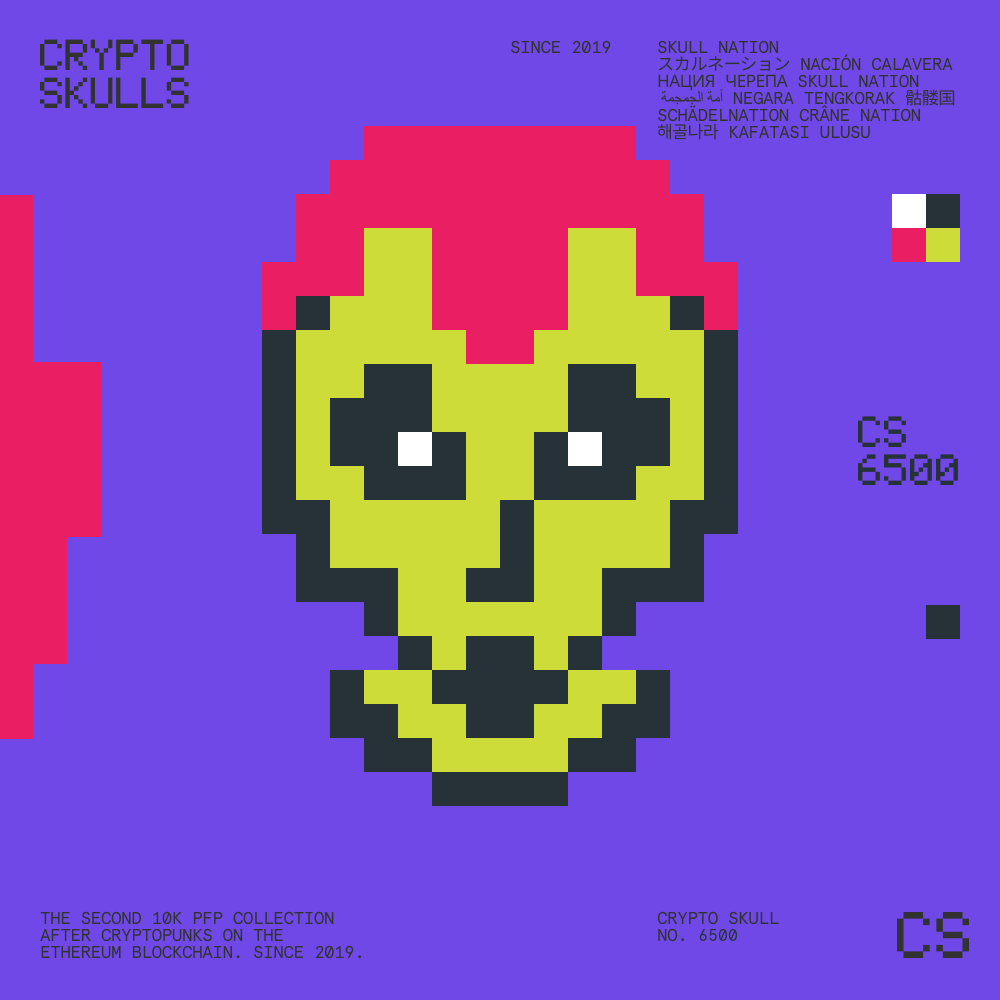 CRYPTO
SKULLS
SINCE 2019
SKULL NATION
スカルネーション NACIÓN CALAVERA
НАЦИЯ ЧЕРЕПА SKULL NATION
أمة الجمجمة NEGARA TENGKORAK 骷髅国
SCHÄDELNATION CRÂNE NATION
해골나라 KAFATASI ULUSU
CS
6500
THE SECOND 10K PFP COLLECTION
AFTER CRYPTOPUNKS ON THE
ETHEREUM BLOCKCHAIN. SINCE 2019.
CRYPTO SKULL
NO. 6500
CS